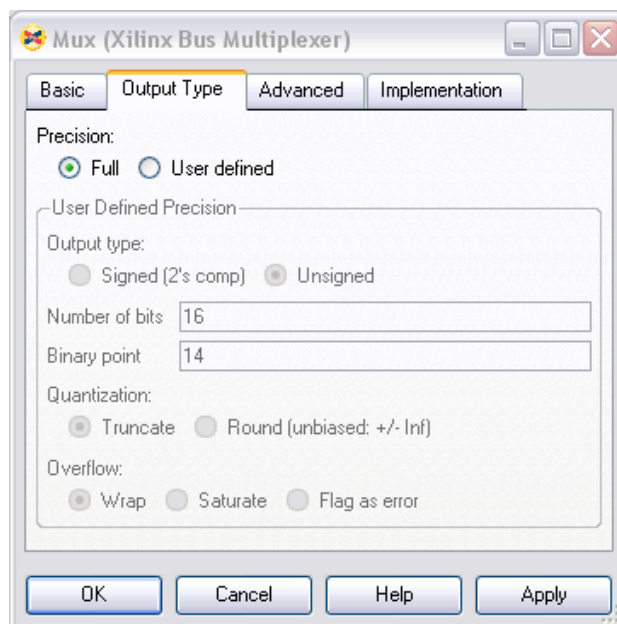 Mux (Xilinx Bus Multiplexer)
Basic Output Type Advanced Implementation
Precision:
Full User defined
User Defined Precision
Output type:
Signed (2's comp) Unsigned
Number of bits 16
Binary point 14
Quantization:
Truncate Round (unbiased: +/- Inf)
Overflow:
Wrap Saturate Flag as error
OK Cancel Help Apply